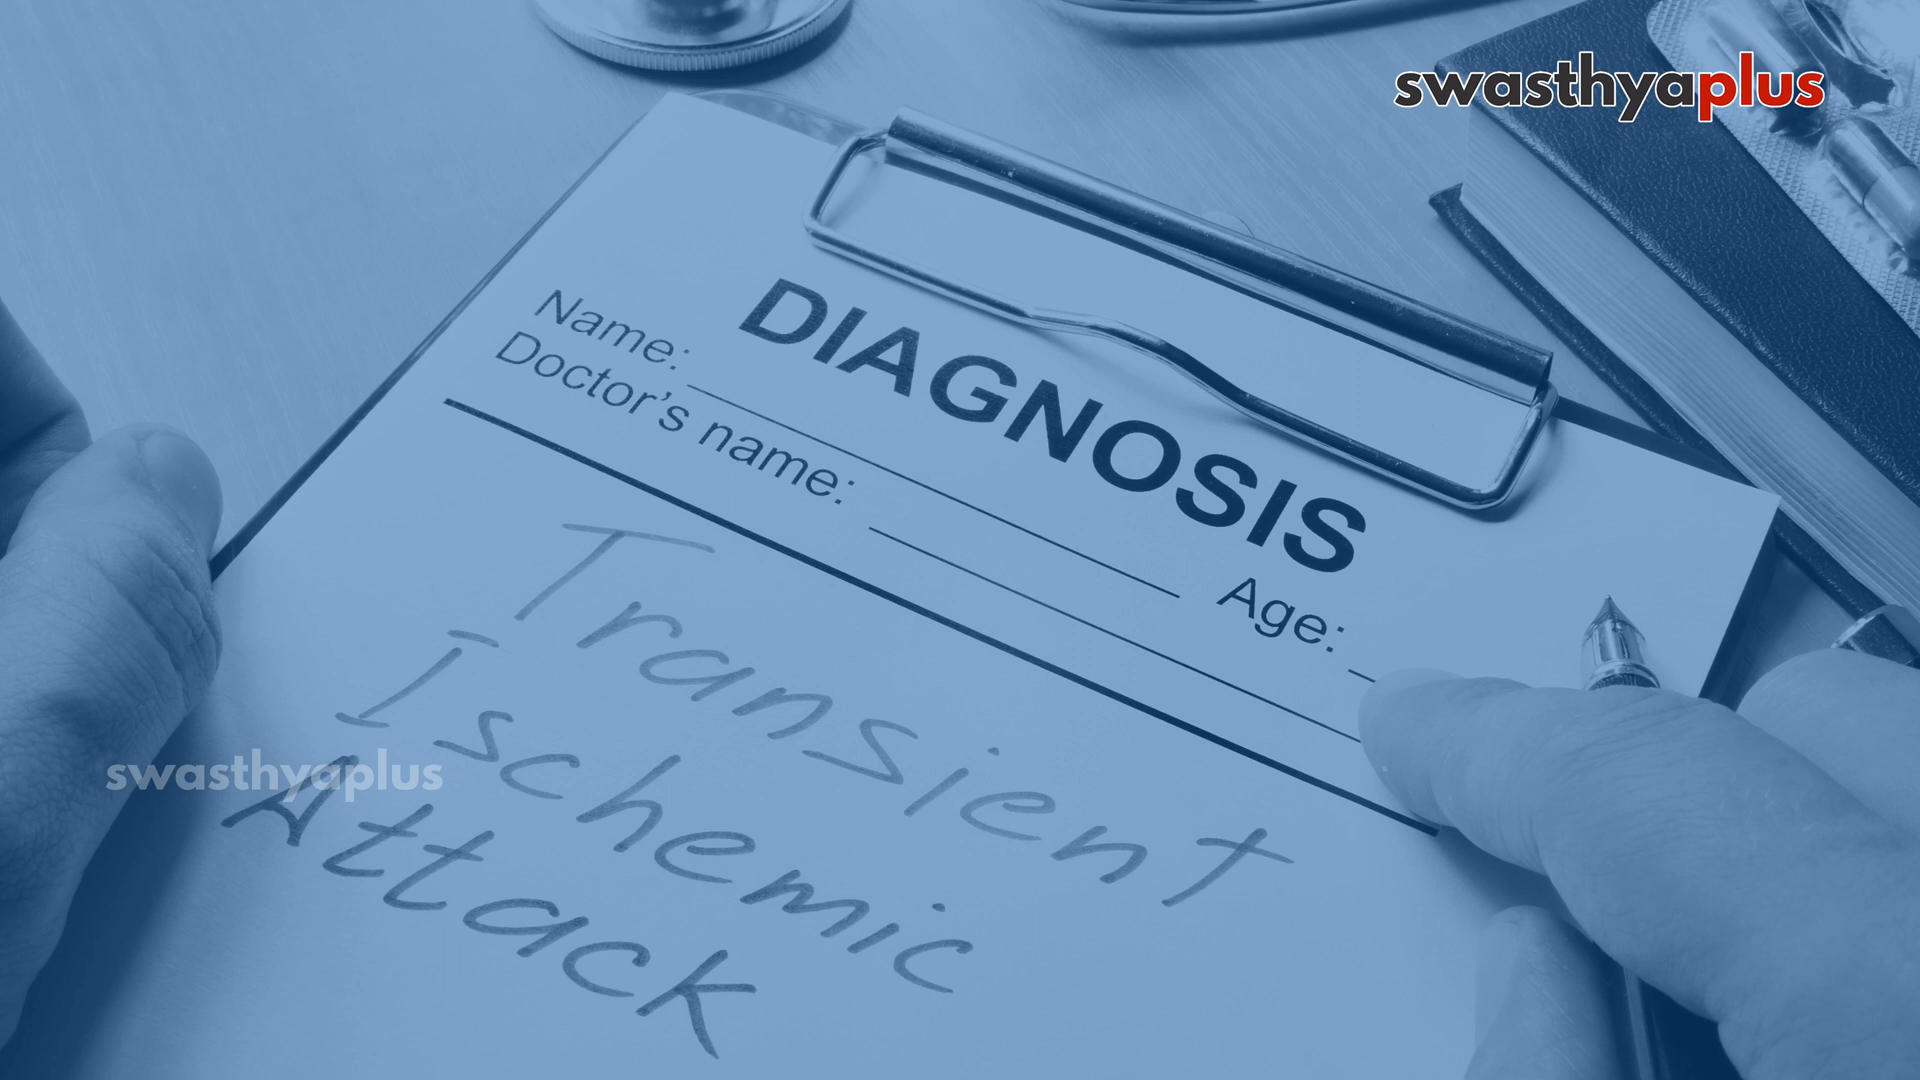 swasthyaplus
DIAGNOSIS
Name:
Age:
Doctor's name:
Transient
Ischemic
Attack
swasthyaplus